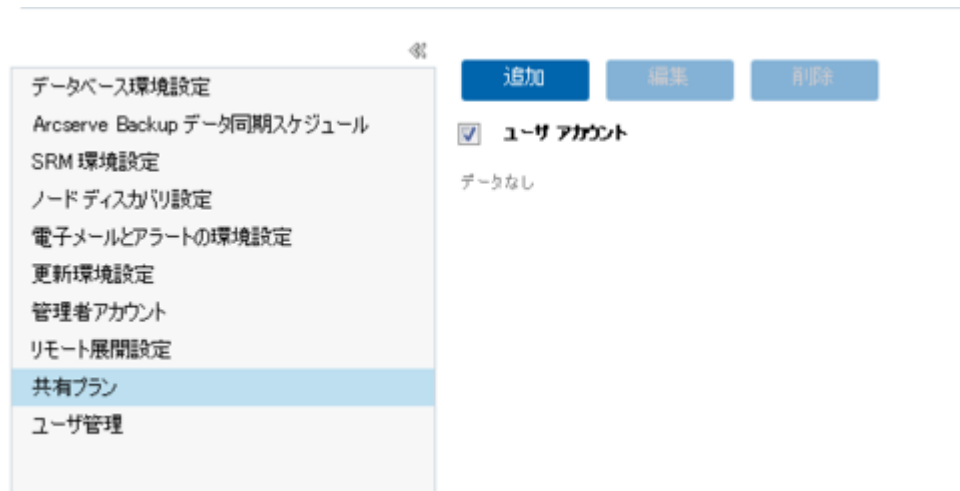 データベース環境設定
Arcserve Backup データ同期スケジュール
SRM 環境設定
ノード ディスカバリ設定
電子メールとアラートの環境設定
更新環境設定
管理者アカウント
リモート展開設定
共有プラン
ユーザ管理
追加 編集 削除
ユーザ アカウント
データなし